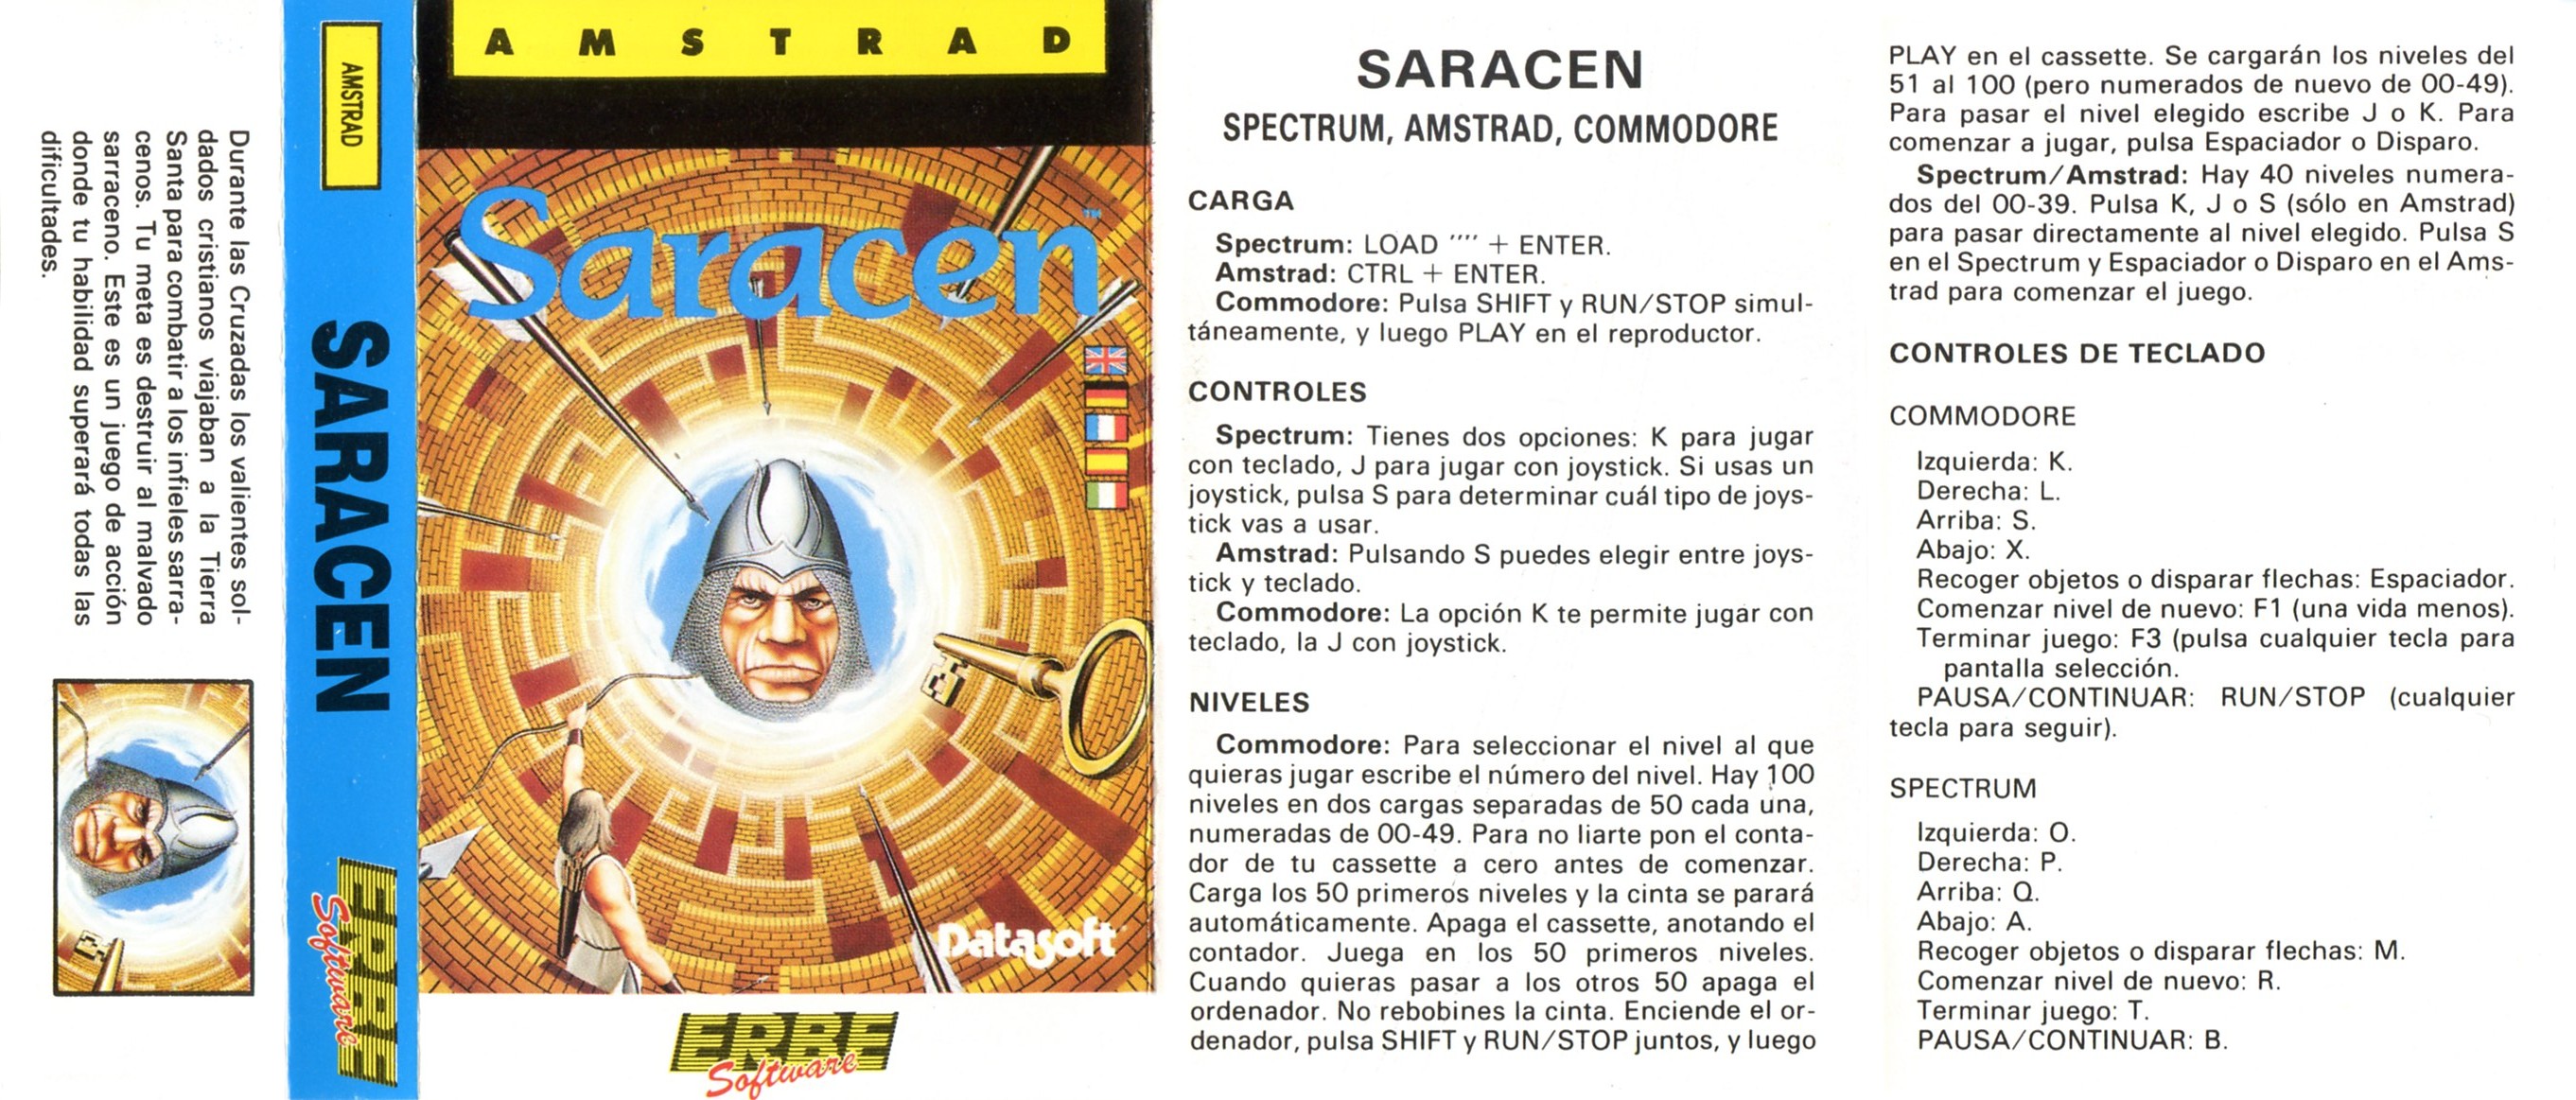 Durante las Cruzadas los valientes sol-
dados cristianos viajaban a la Tierra
Santa para combatir a los infieles sarra-
cenos. Tu meta es destruir al malvado
sarraceno. Este es un juego de acción
donde tu habilidad superará todas las
dificultades.
AMSTRAD
SARACEN
ERBE
Software
AMSTRAD
Saracen™
Datasoft
ERBE
Software
SARACEN
SPECTRUM, AMSTRAD, COMMODORE
CARGA
Spectrum: LOAD "" + ENTER.
Amstrad: CTRL + ENTER.
Commodore: Pulsa SHIFT y RUN/STOP simul-
táneamente, y luego PLAY en el reproductor.
CONTROLES
Spectrum: Tienes dos opciones: K para jugar
con teclado, J para jugar con joystick. Si usas un
joystick, pulsa S para determinar cuál tipo de joys-
tick vas a usar.
Amstrad: Pulsando S puedes elegir entre joys-
tick y teclado.
Commodore: La opción K te permite jugar con
teclado, la J con joystick.
NIVELES
Commodore: Para seleccionar el nivel al que
quieras jugar escribe el número del nivel. Hay 100
niveles en dos cargas separadas de 50 cada una,
numeradas de 00-49. Para no liarte pon el conta-
dor de tu cassette a cero antes de comenzar.
Carga los 50 primeros niveles y la cinta se parará
automáticamente. Apaga el cassette, anotando el
contador. Juega en los 50 primeros niveles.
Cuando quieras pasar a los otros 50 apaga el
ordenador. No rebobines la cinta. Enciende el or-
denador, pulsa SHIFT y RUN/STOP juntos, y luego
PLAY en el cassette. Se cargarán los niveles del
51 al 100 (pero numerados de nuevo de 00-49).
Para pasar el nivel elegido escribe J o K. Para
comenzar a jugar, pulsa Espaciador o Disparo.
Spectrum/Amstrad: Hay 40 niveles numera-
dos del 00-39. Pulsa K, J o S (sólo en Amstrad)
para pasar directamente al nivel elegido. Pulsa S
en el Spectrum y Espaciador o Disparo en el Ams-
trad para comenzar el juego.
CONTROLES DE TECLADO
COMMODORE
Izquierda: K.
Derecha: L.
Arriba: S.
Abajo: X.
Recoger objetos o disparar flechas: Espaciador.
Comenzar nivel de nuevo: F1 (una vida menos).
Terminar juego: F3 (pulsa cualquier tecla para
pantalla selección.
PAUSA/CONTINUAR: RUN/STOP (cualquier
tecla para seguir).
SPECTRUM
Izquierda: O.
Derecha: P.
Arriba: Q.
Abajo: A.
Recoger objetos o disparar flechas: M.
Comenzar nivel de nuevo: R.
Terminar juego: T.
PAUSA/CONTINUAR: B.